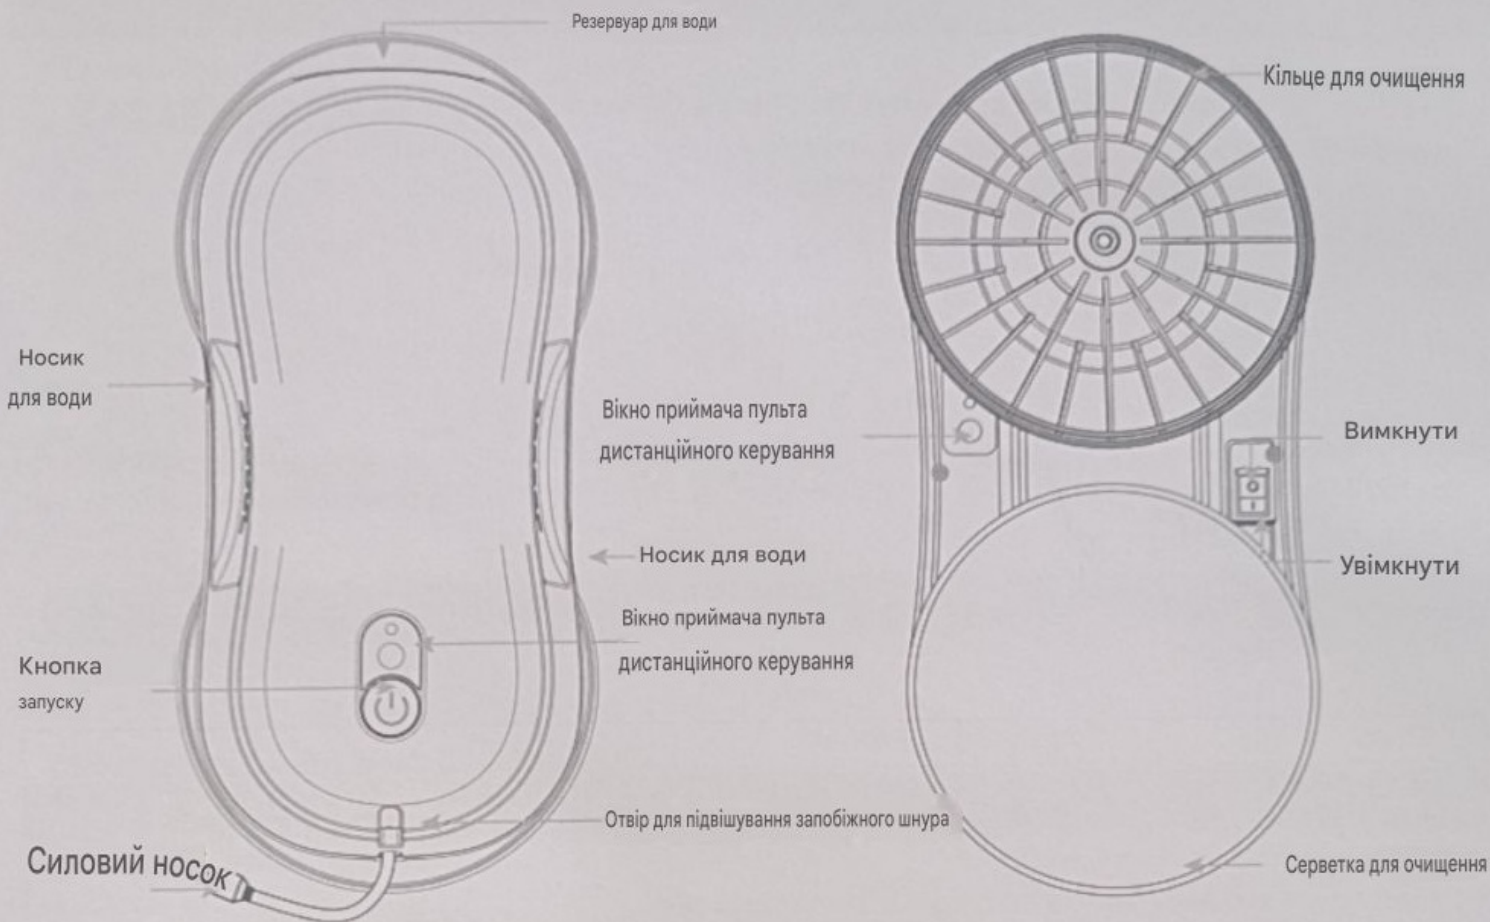 Резервуар для води
Кільце для очищення
Носик
для води
Вікно приймача пульта
дистанційного керування
Вимкнути
Носик для води
Увімкнути
Вікно приймача пульта
дистанційного керування
Кнопка
запуску
Отвір для підвішування запобіжного шнура
Силовий носок
Серветка для очищення